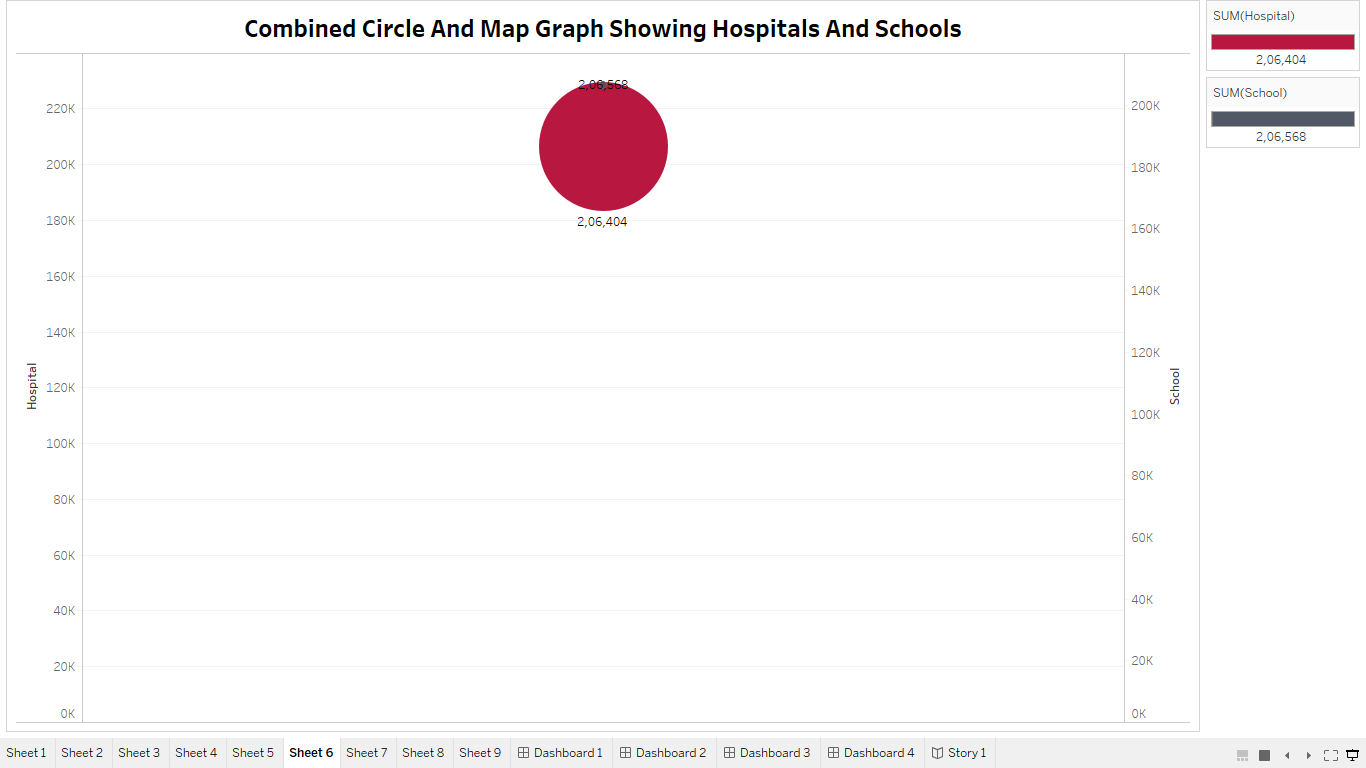 Combined Circle And Map Graph Showing Hospitals And Schools
SUM(Hospital)
2,06,404
SUM(School)
2,06,568
2,06,568
2,06,404
Hospital
220K
200K
180K
160K
140K
120K
100K
80K
60K
40K
20K
0K
School
200K
180K
160K
140K
120K
100K
80K
60K
40K
20K
0K
Sheet 1 Sheet 2 Sheet 3 Sheet 4 Sheet 5 Sheet 6 Sheet 7 Sheet 8 Sheet 9 Dashboard 1 Dashboard 2 Dashboard 3 Dashboard 4 Story 1